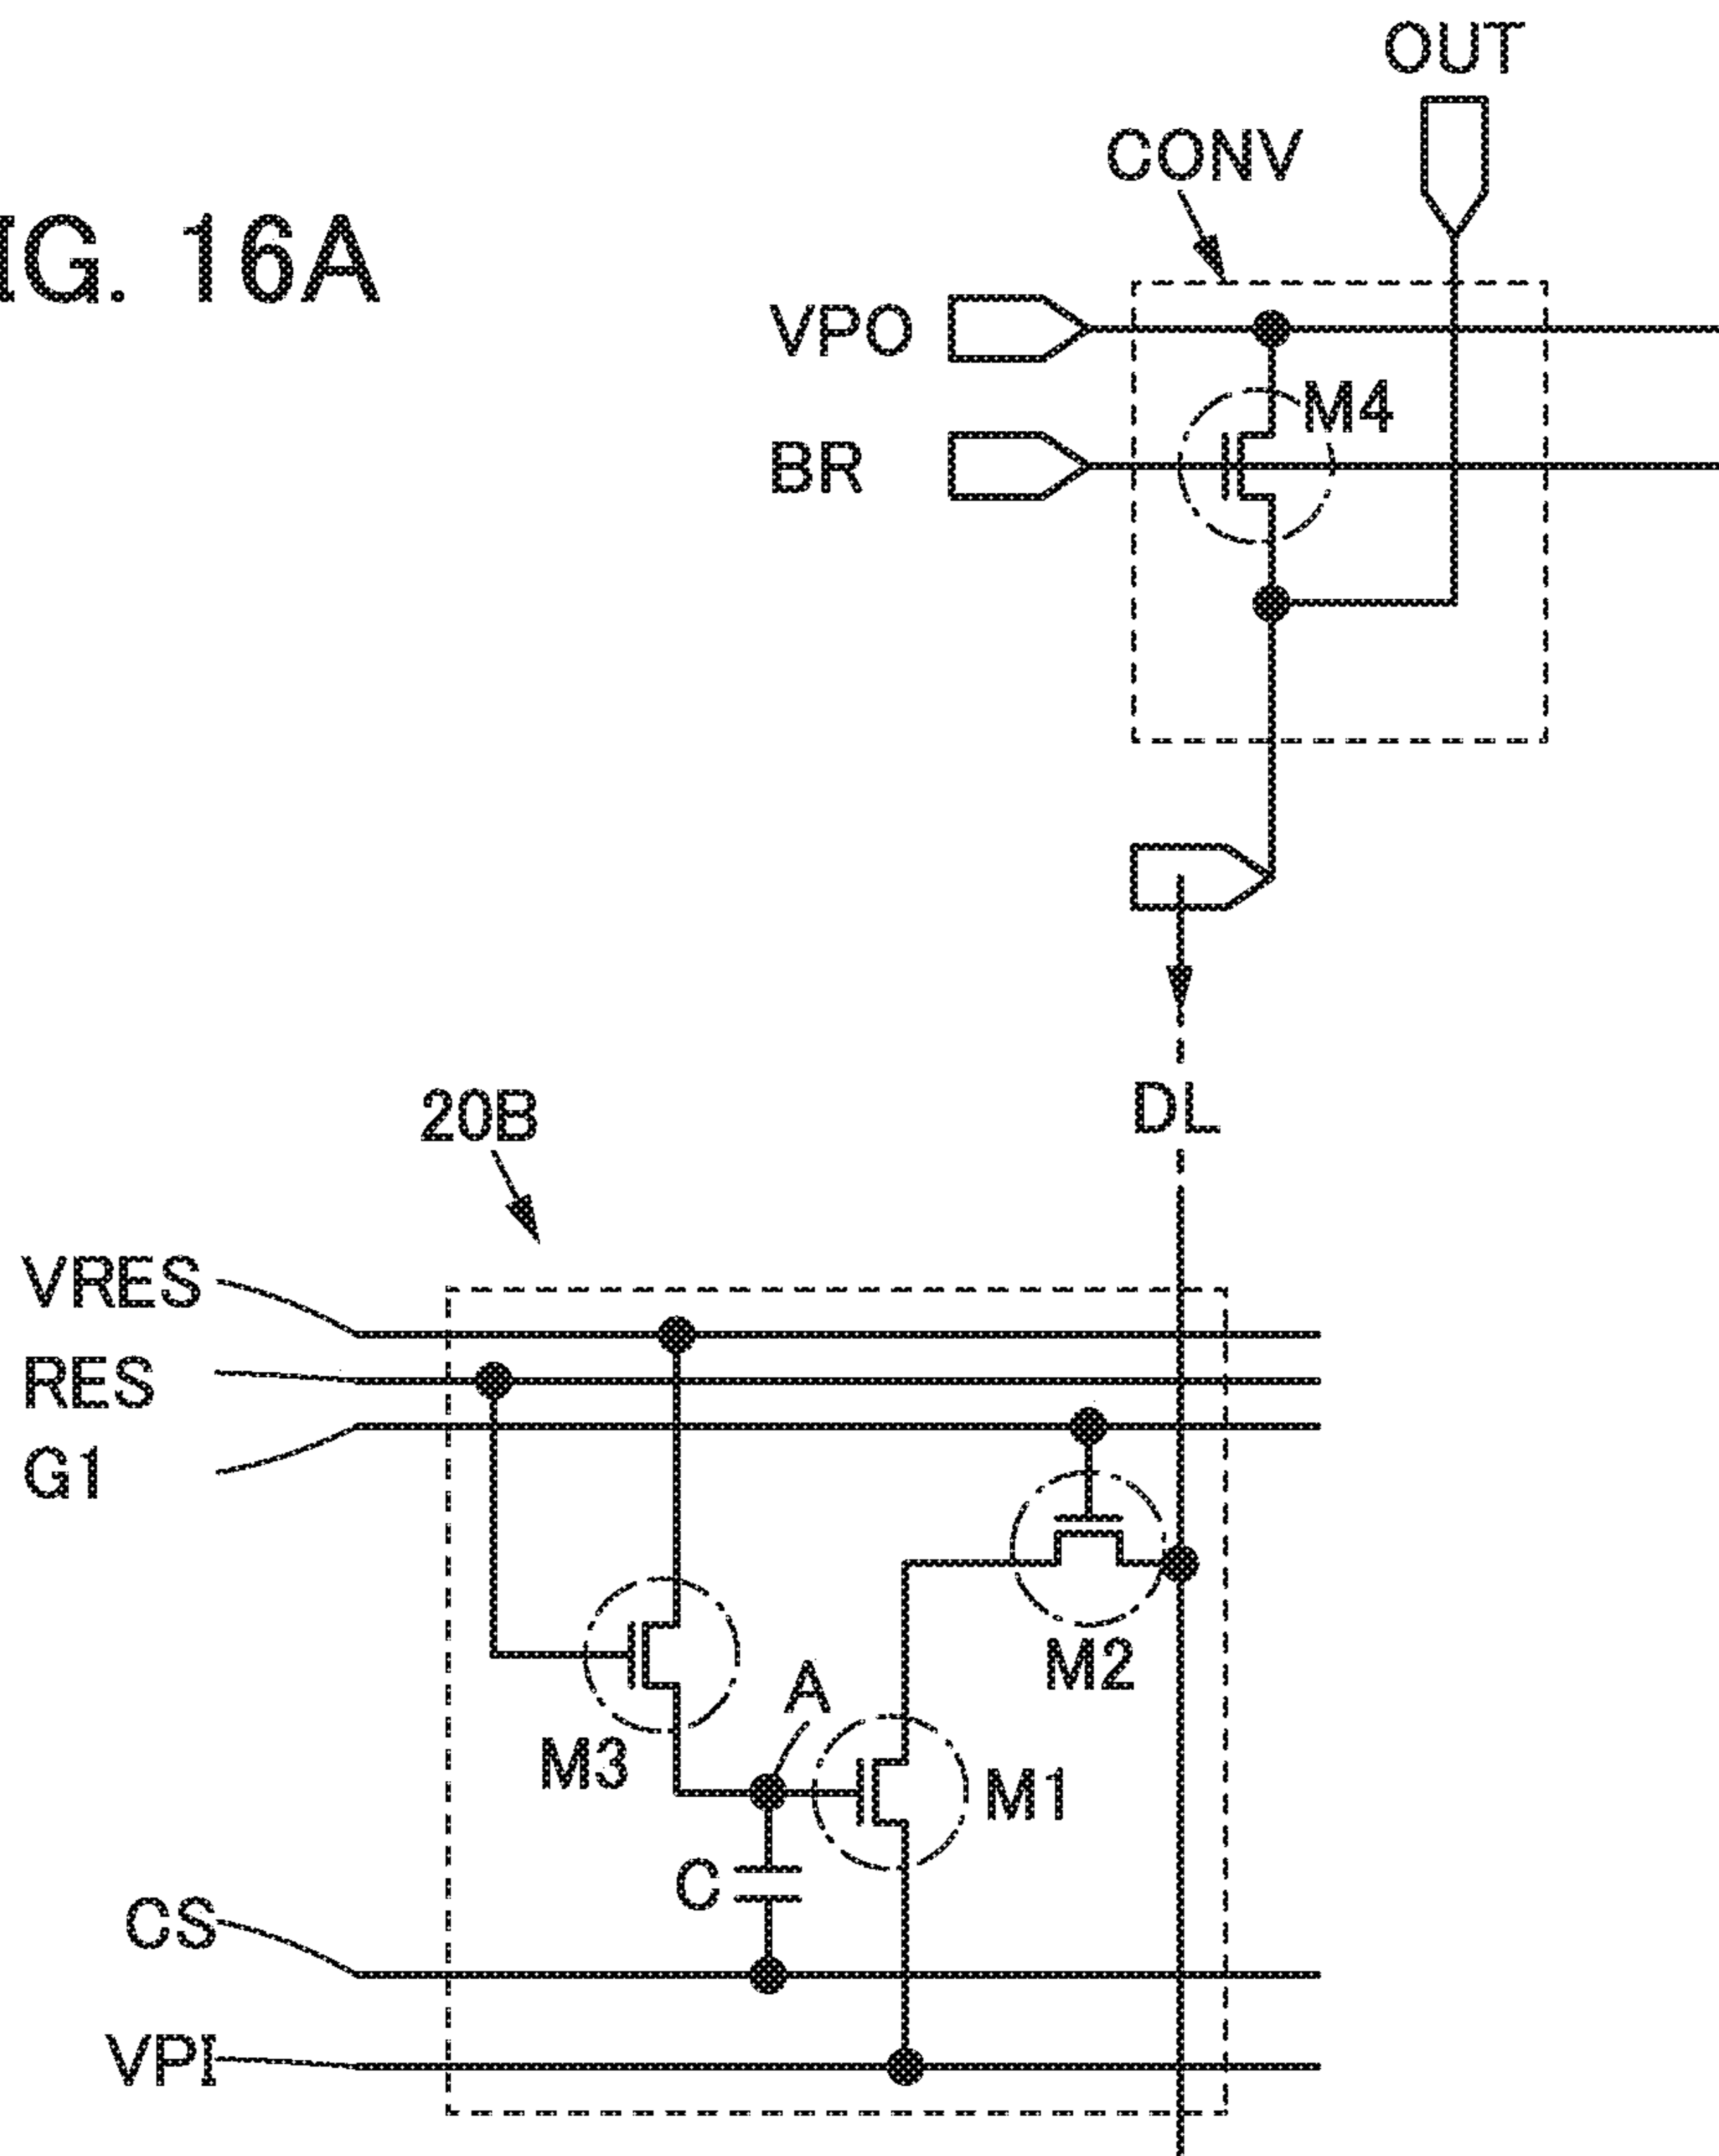 OUT
CONV
IG. 16A
VPO
M4
BR
20B
DL
VRES
RES
G1
M2
A
M3
M1
C
CS
VPI